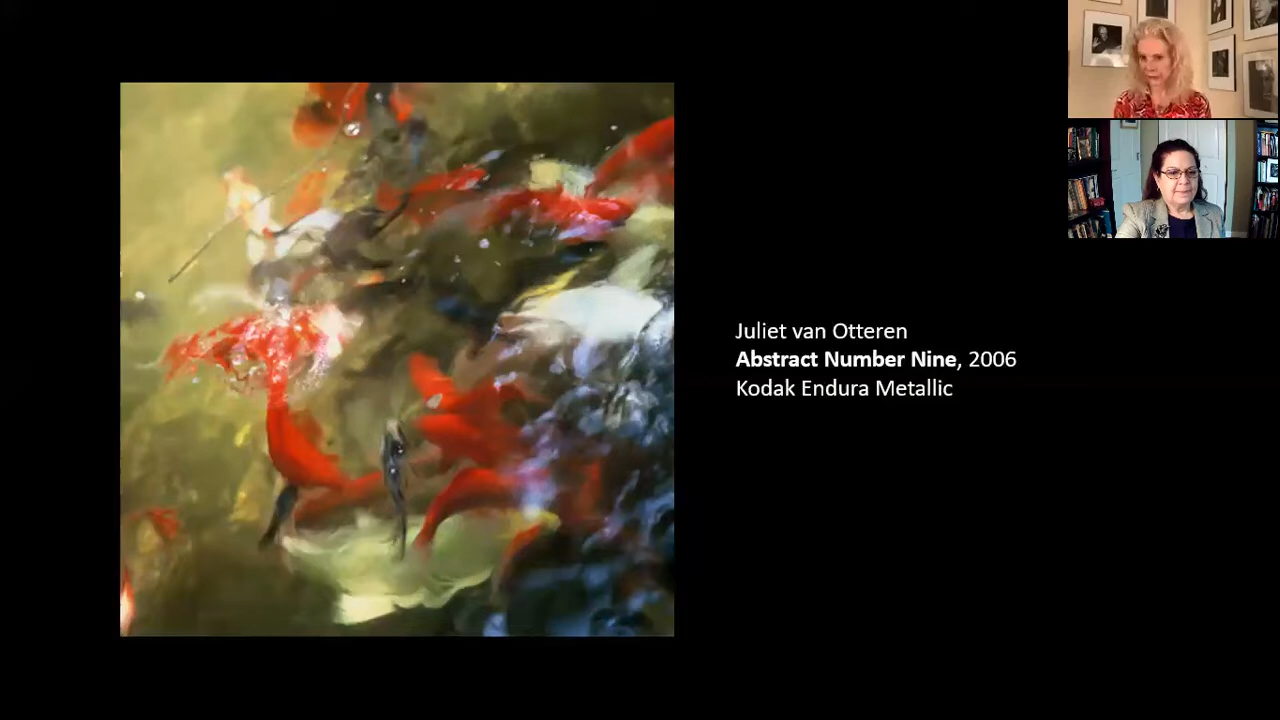 Juliet van Otteren
Abstract Number Nine, 2006
Kodak Endura Metallic